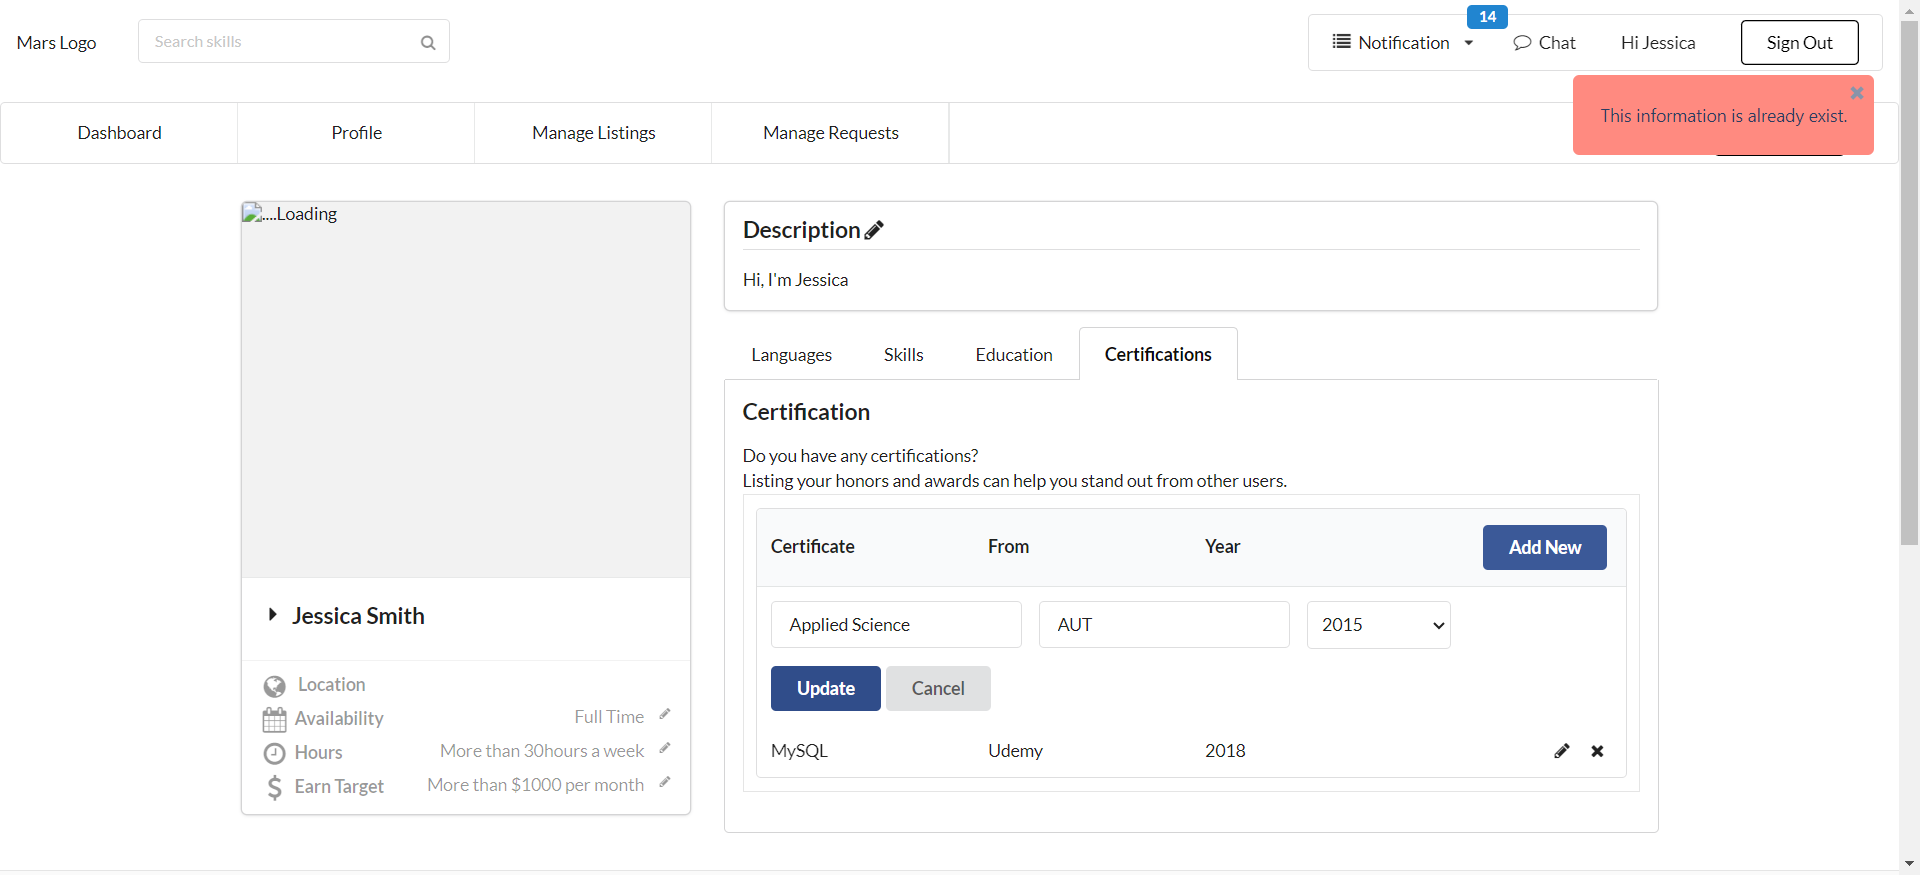 Mars Logo
Search skills
14
Notification
Chat
Hi Jessica
Sign Out
This information is already exist.
Dashboard
Profile
Manage Listings
Manage Requests
....Loading
Jessica Smith
Location
Availability
Full Time
Hours
More than 30hours a week
Earn Target
More than $1000 per month
Description
Hi, I'm Jessica
Languages
Skills
Education
Certifications
Certification
Do you have any certifications?
Listing your honors and awards can help you stand out from other users.
Certificate
From
Year
Add New
Applied Science
AUT
2015
Update
Cancel
MySQL
Udemy
2018